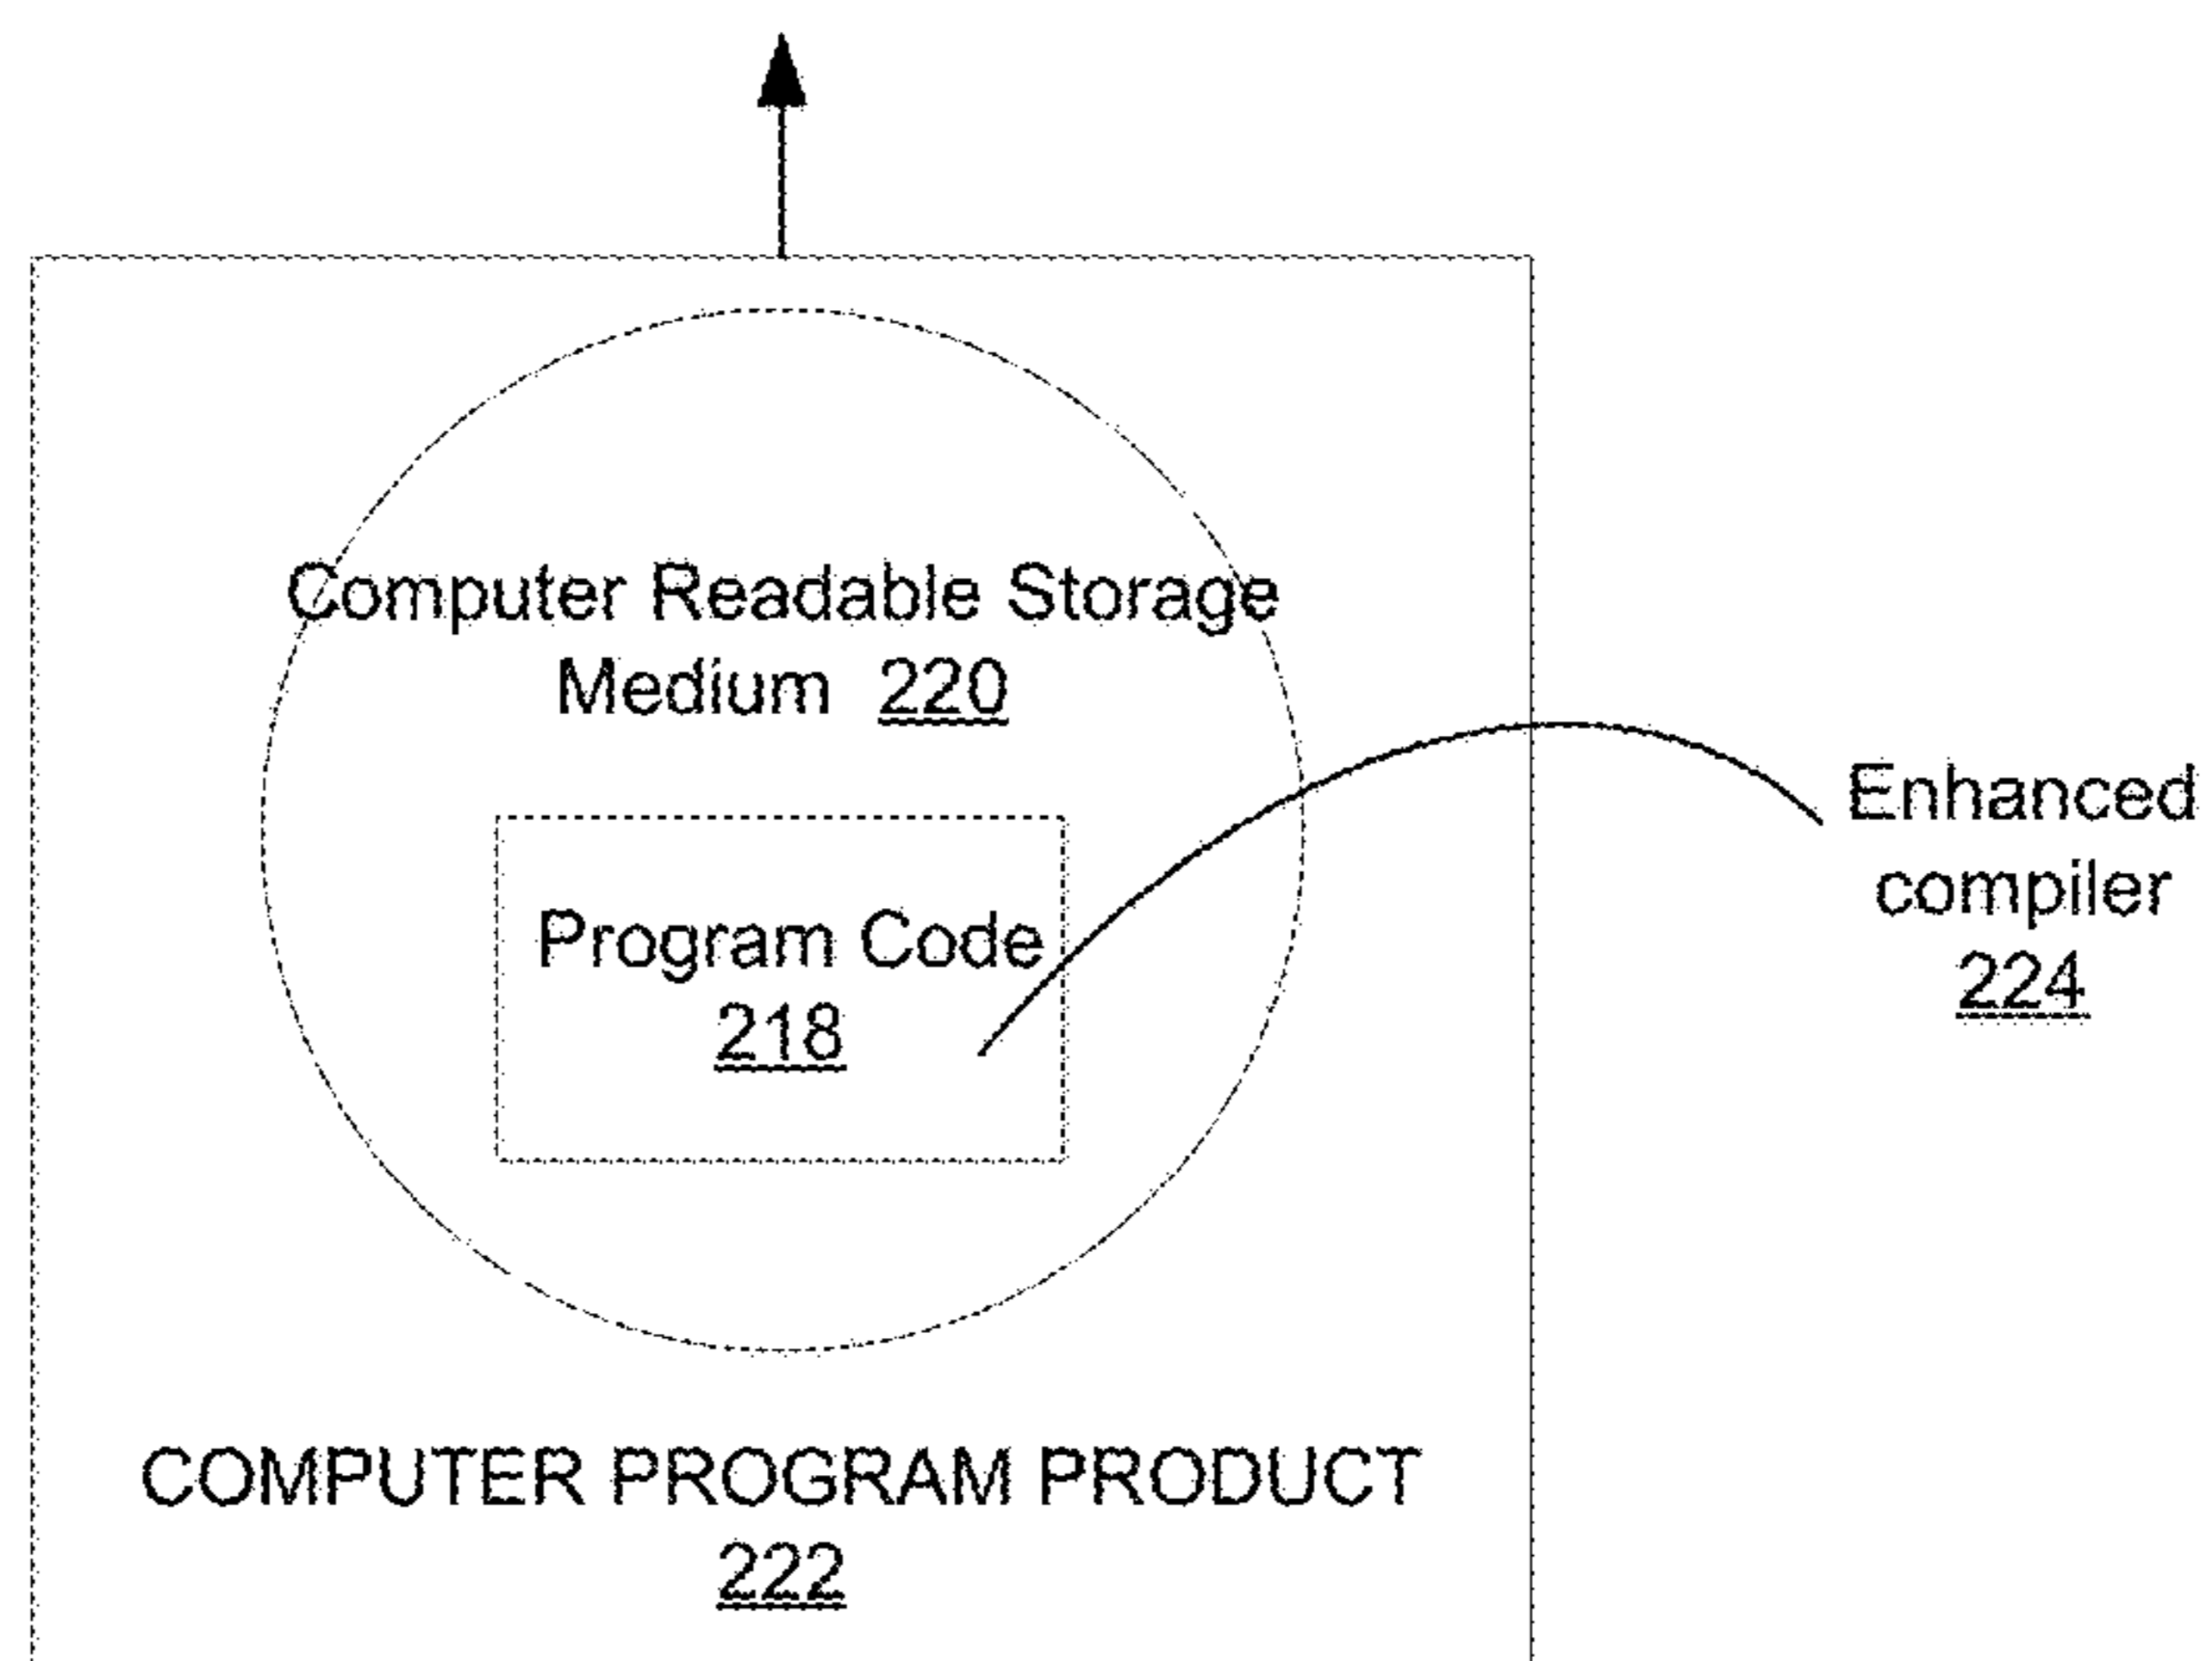 Computer Readable Storage
Medium 220
Program Code
218
Enhanced
compiler
224
COMPUTER PROGRAM PRODUCT
222